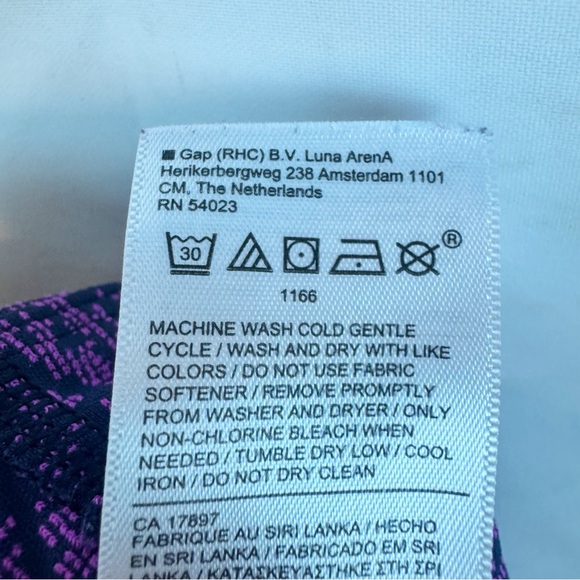 Gap (RHC) B.V. Luna ArenA
Herikerbergweg 238 Amsterdam 1101
CM, The Netherlands
RN 54023
30
®
1166
MACHINE WASH COLD GENTLE
CYCLE / WASH AND DRY WITH LIKE
COLORS / DO NOT USE FABRIC
SOFTENER / REMOVE PROMPTLY
FROM WASHER AND DRYER / ONLY
NON-CHLORINE BLEACH WHEN
NEEDED / TUMBLE DRY LOW / COOL
IRON / DO NOT DRY CLEAN
CA 17897
FABRIQUE AU SIRI LANKA / HECHO
EN SRI LANKA / FABRICADO EM SRI
LANKA / ΚΑΤΑΣΚΕΥΑΣΤΗΚΕ ΣΤΗ ΣΡΙ